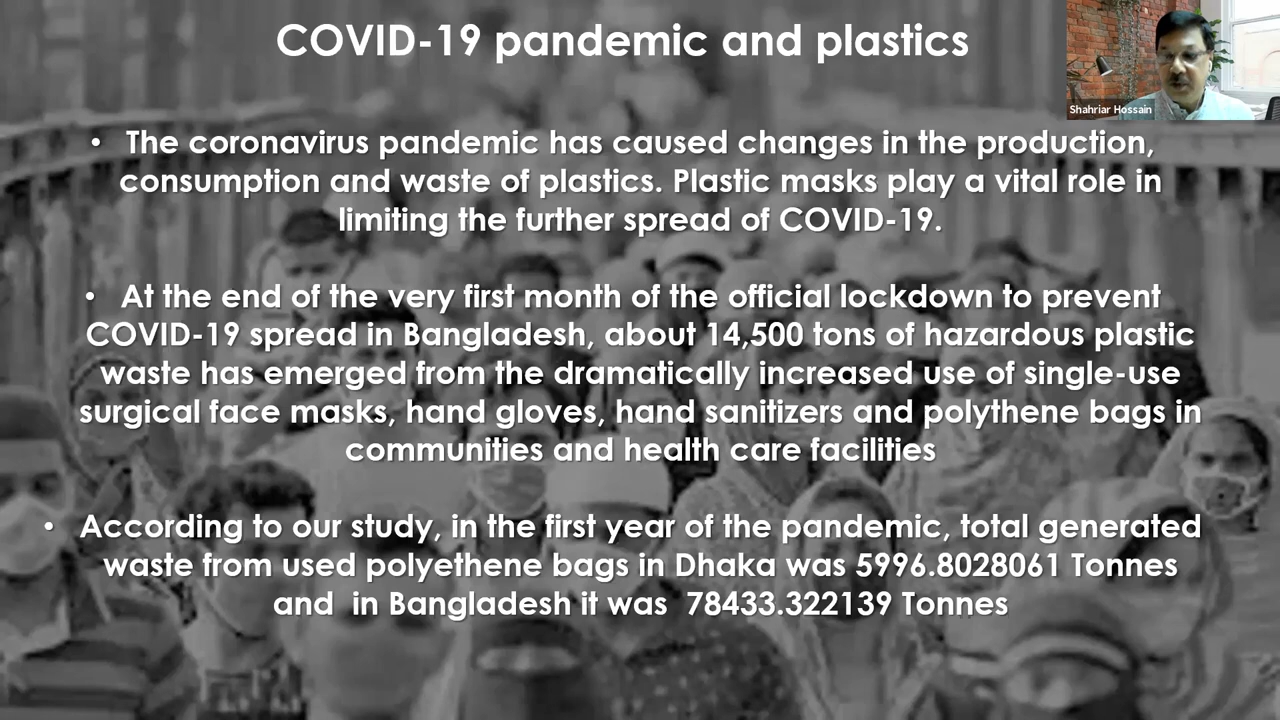 COVID-19 pandemic and plastics
Shahriar Hossain
• The coronavirus pandemic has caused changes in the production,
consumption and waste of plastics. Plastic masks play a vital role in
limiting the further spread of COVID-19.
• At the end of the very first month of the official lockdown to prevent
COVID-19 spread in Bangladesh, about 14,500 tons of hazardous plastic
waste has emerged from the dramatically increased use of single-use
surgical face masks, hand gloves, hand sanitizers and polythene bags in
communities and health care facilities
• According to our study, in the first year of the pandemic, total generated
waste from used polyethene bags in Dhaka was 5996.8028061 Tonnes
and in Bangladesh it was 78433.322139 Tonnes